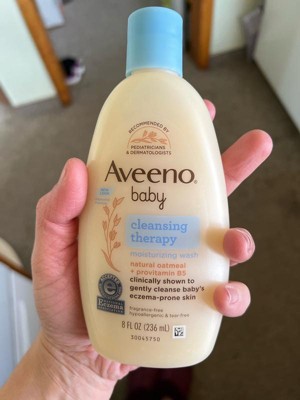 RECOMMENDED BY
PEDIATRICIANS
& DERMATOLOGISTS
Aveeno®
baby
cleansing
therapy
moisturizing wash
natural oatmeal
+ provitamin B5
clinically shown to
gently cleanse baby's
eczema-prone skin
fragrance-free
hypoallergenic & tear-free
8 FL OZ (236 mL)
30045750
Eczema